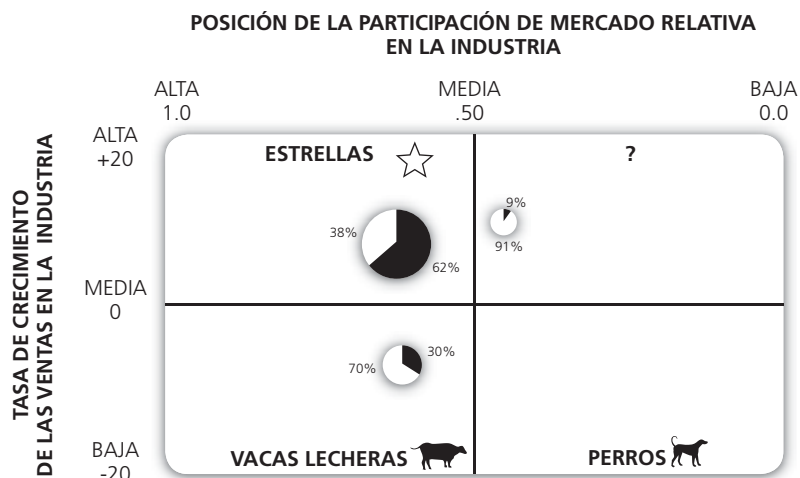 POSICIÓN DE LA PARTICIPACIÓN DE MERCADO RELATIVA
EN LA INDUSTRIA
ALTA
1.0
MEDIA
.50
BAJA
0.0
TASA DE CRECIMIENTO
DE LAS VENTAS EN LA INDUSTRIA
ALTA
+20
ESTRELLAS
?
38%
62%
9%
91%
MEDIA
0
70%
30%
BAJA
-20
VACAS LECHERAS
PERROS